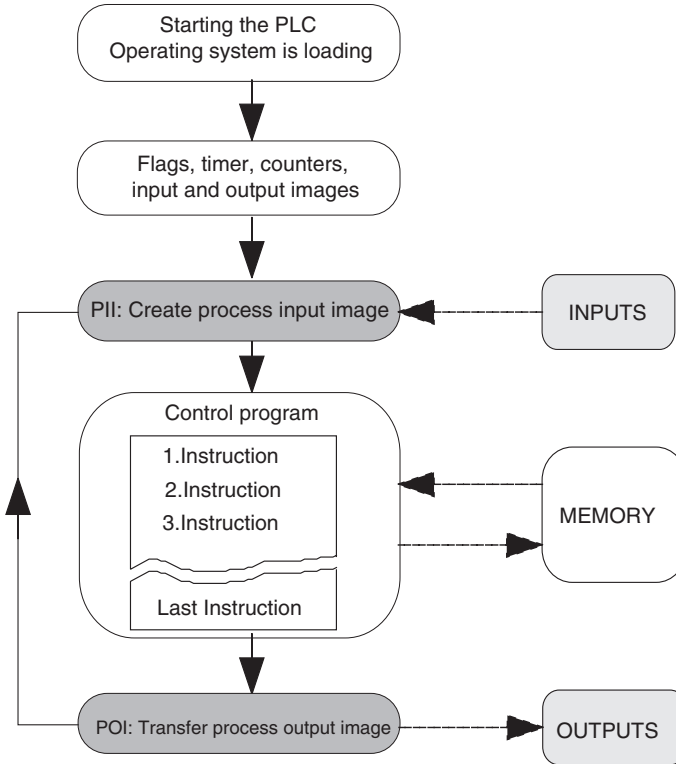 Starting the PLC
Operating system is loading
Flags, timer, counters,
input and output images
PII: Create process input image
INPUTS
Control program
1.Instruction
2.Instruction
3.Instruction
MEMORY
Last Instruction
POI: Transfer process output image
OUTPUTS